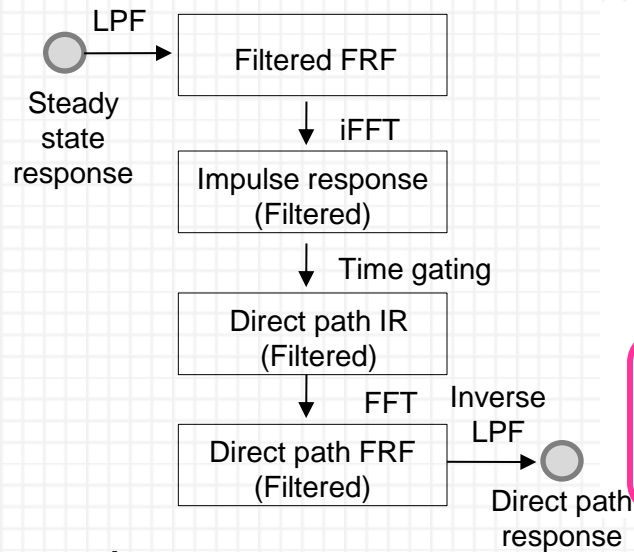 LPF
Filtered FRF
Steady
state
response
iFFT
Impulse response
(Filtered)
Time gating
Direct path IR
(Filtered)
FFT
Inverse
LPF
Direct path FRF
(Filtered)
Direct path
response